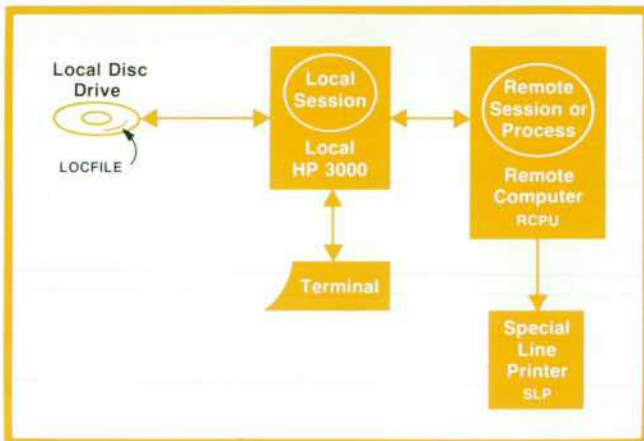 Local Disc
Drive
LOCFILE
Local
Session
Local
HP 3000
Terminal
Remote
Session or
Process
Remote
Computer
RCPU
Special
Line
Printer
SLP